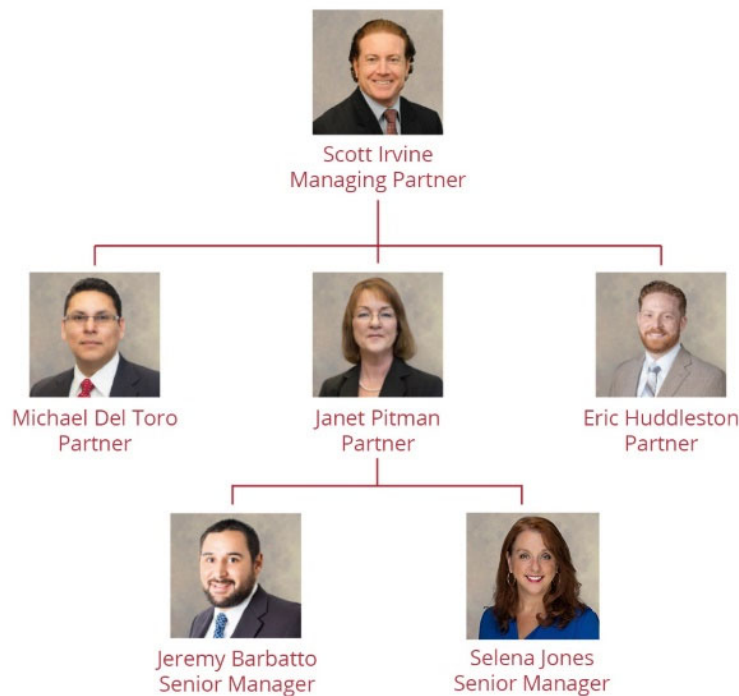 Scott Irvine
Managing Partner
Michael Del Toro
Partner
Janet Pitman
Partner
Eric Huddleston
Partner
Jeremy Barbatto
Senior Manager
Selena Jones
Senior Manager